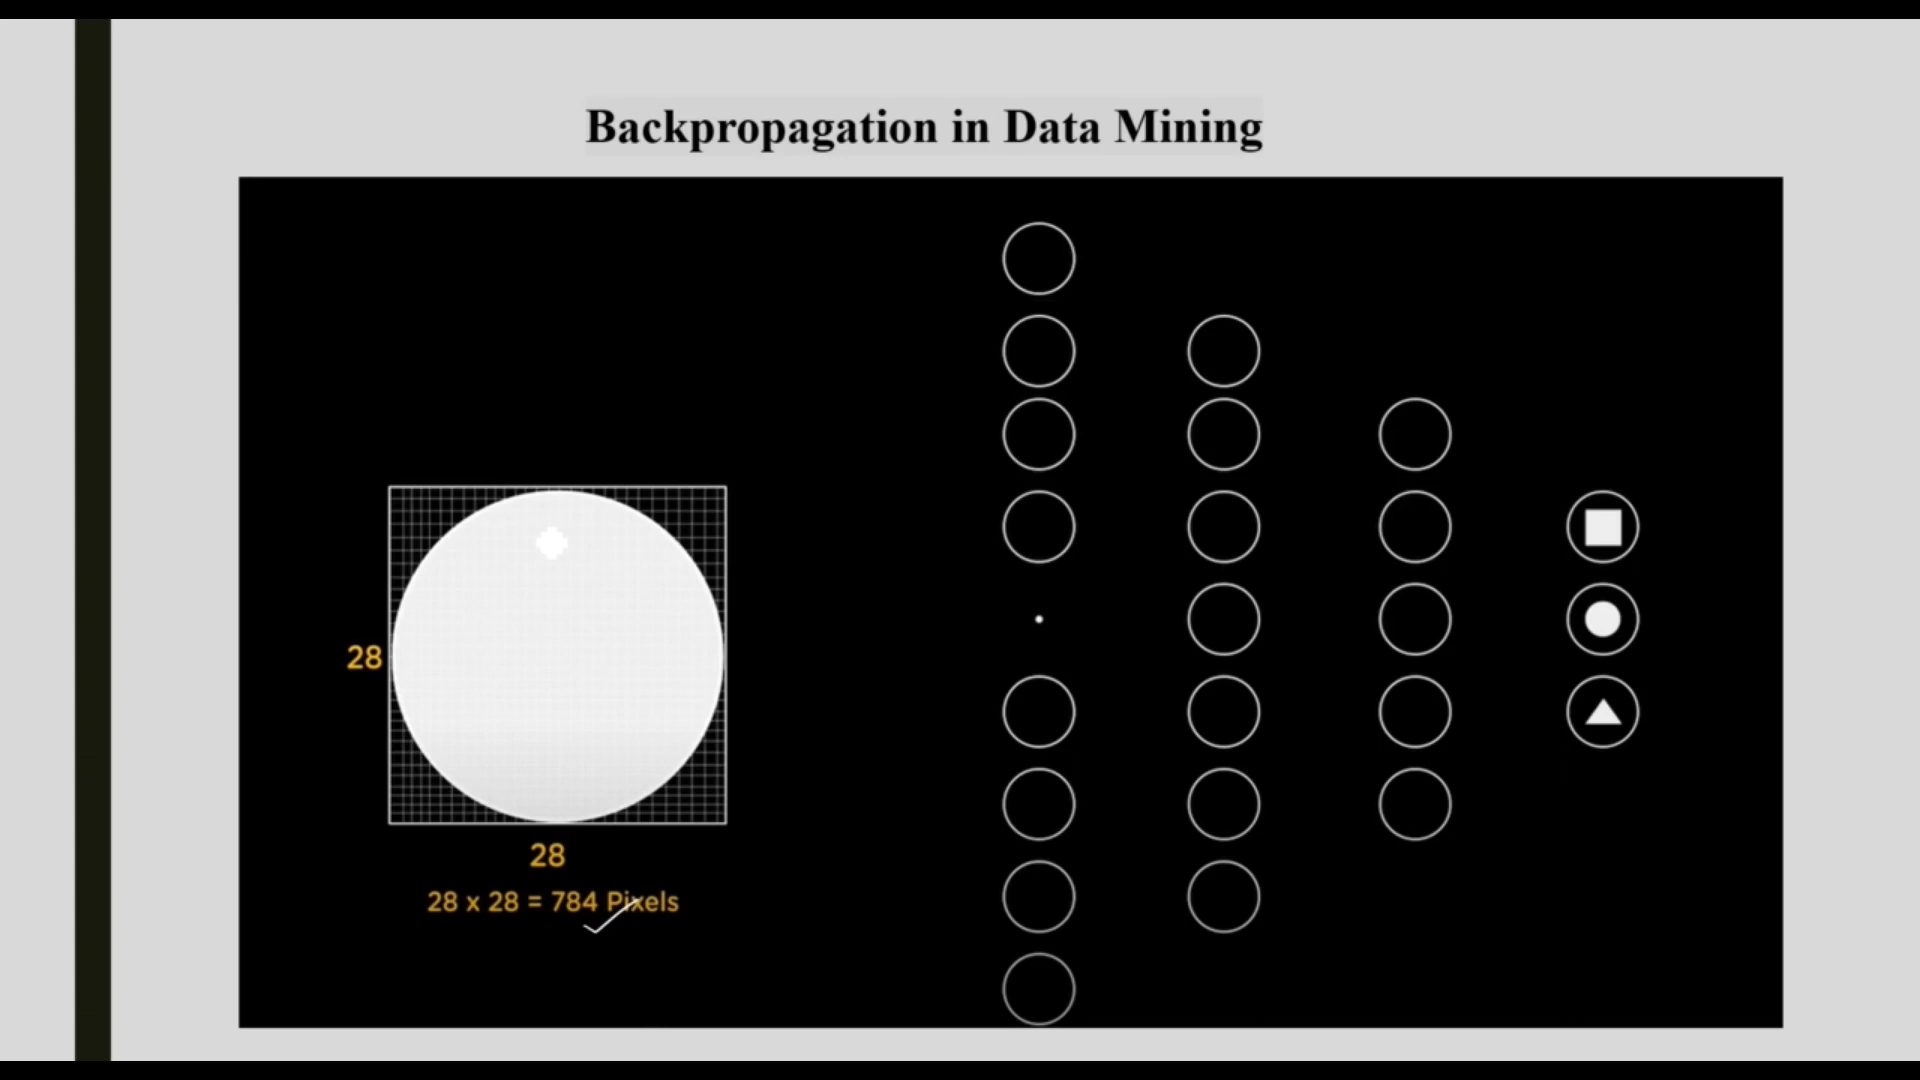 Backpropagation in Data Mining
28
28
28 x 28 = 784 Pixels